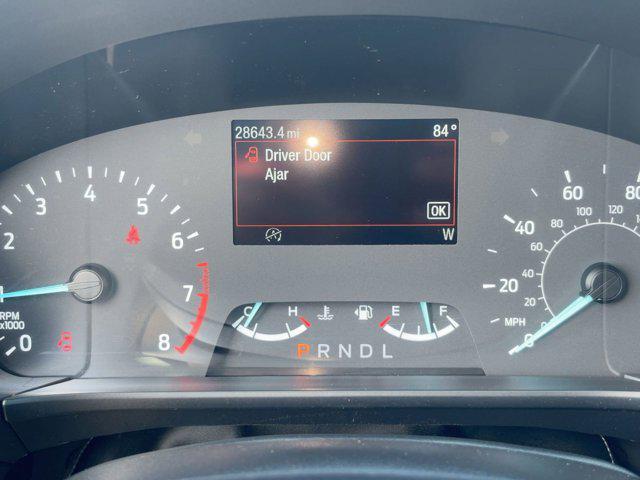 28643.4 mi 84°
Driver Door
Ajar
OK
W
0 1 2 3 4 5 6 7 8
RPM
x1000
C H E F
P R N D L
0 20 40 60 80
MPH
0 20 40 60 80 100 120